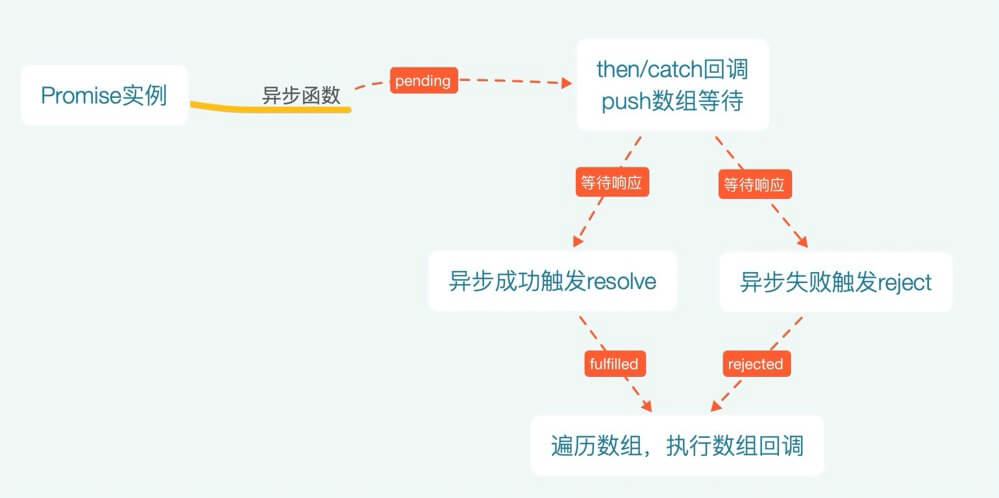 Promise实例
异步函数
pending
then/catch回调
push数组等待
等待响应
等待响应
异步成功触发resolve
异步失败触发reject
fulfilled
rejected
遍历数组，执行数组回调